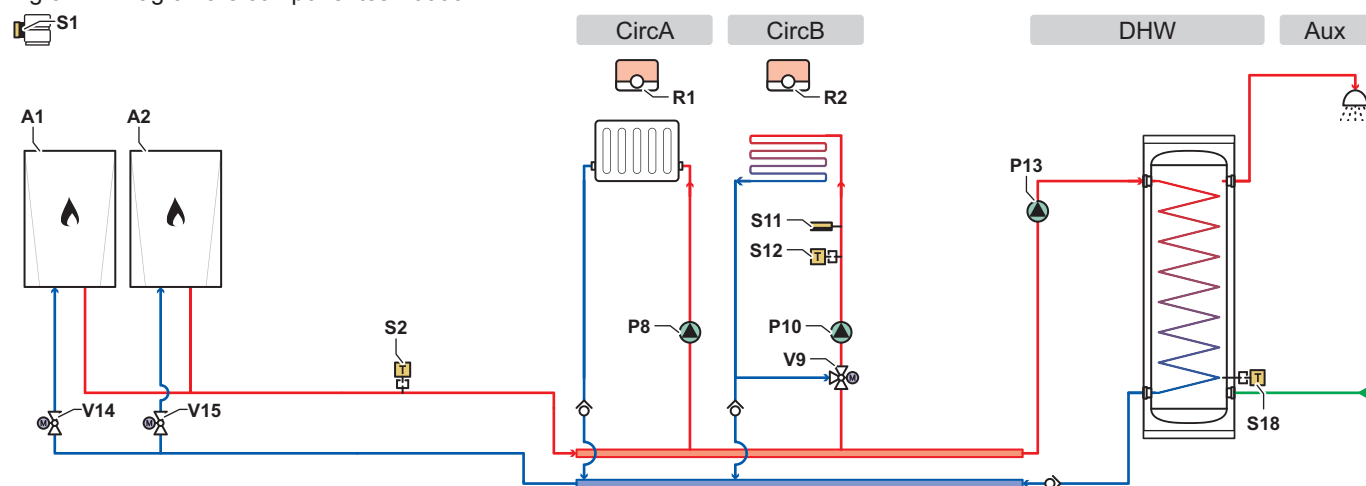 S1
CircA
CircB
DHW
Aux
R1
R2
A1
A2
P13
S11
S12
T
S2
T
P8
P10
V9
M
V14
M
V15
M
T
S18